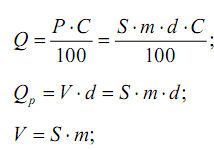 Q = P · C / 100 = S · m · d · C / 100 ;
Q_p = V · d = S · m · d;
V = S · m;